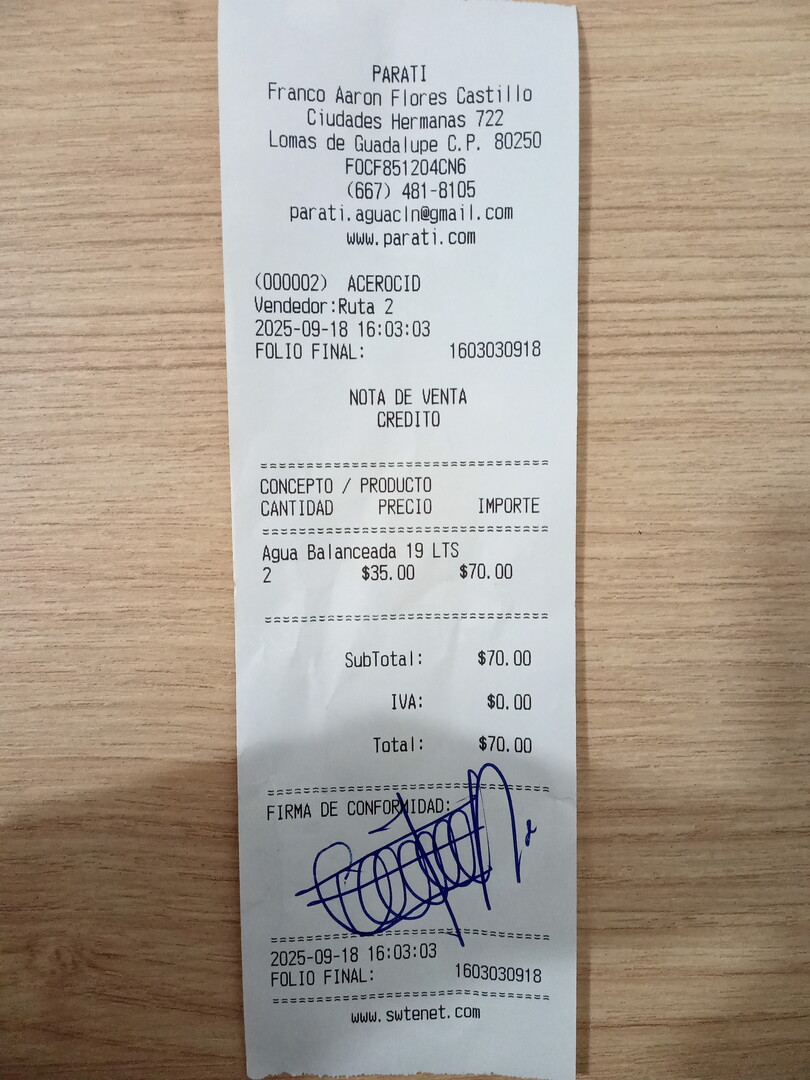 PARATI
Franco Aaron Flores Castillo
Ciudades Hermanas 722
Lomas de Guadalupe C.P. 80250
FOCF851204CN6
(667) 481-8105
parati.aguacln@gmail.com
www.parati.com
(000002) ACEROCID
Vendedor:Ruta 2
2025-09-18 16:03:03
FOLIO FINAL: 1603030918
NOTA DE VENTA
CREDITO
================================
CONCEPTO / PRODUCTO
CANTIDAD PRECIO IMPORTE
================================
Agua Balanceada 19 LTS
2 $35.00 $70.00
================================
SubTotal: $70.00
IVA: $0.00
Total: $70.00
================================
FIRMA DE CONFORMIDAD:
================================
2025-09-18 16:03:03
FOLIO FINAL: 1603030918
================================
www.swtenet.com